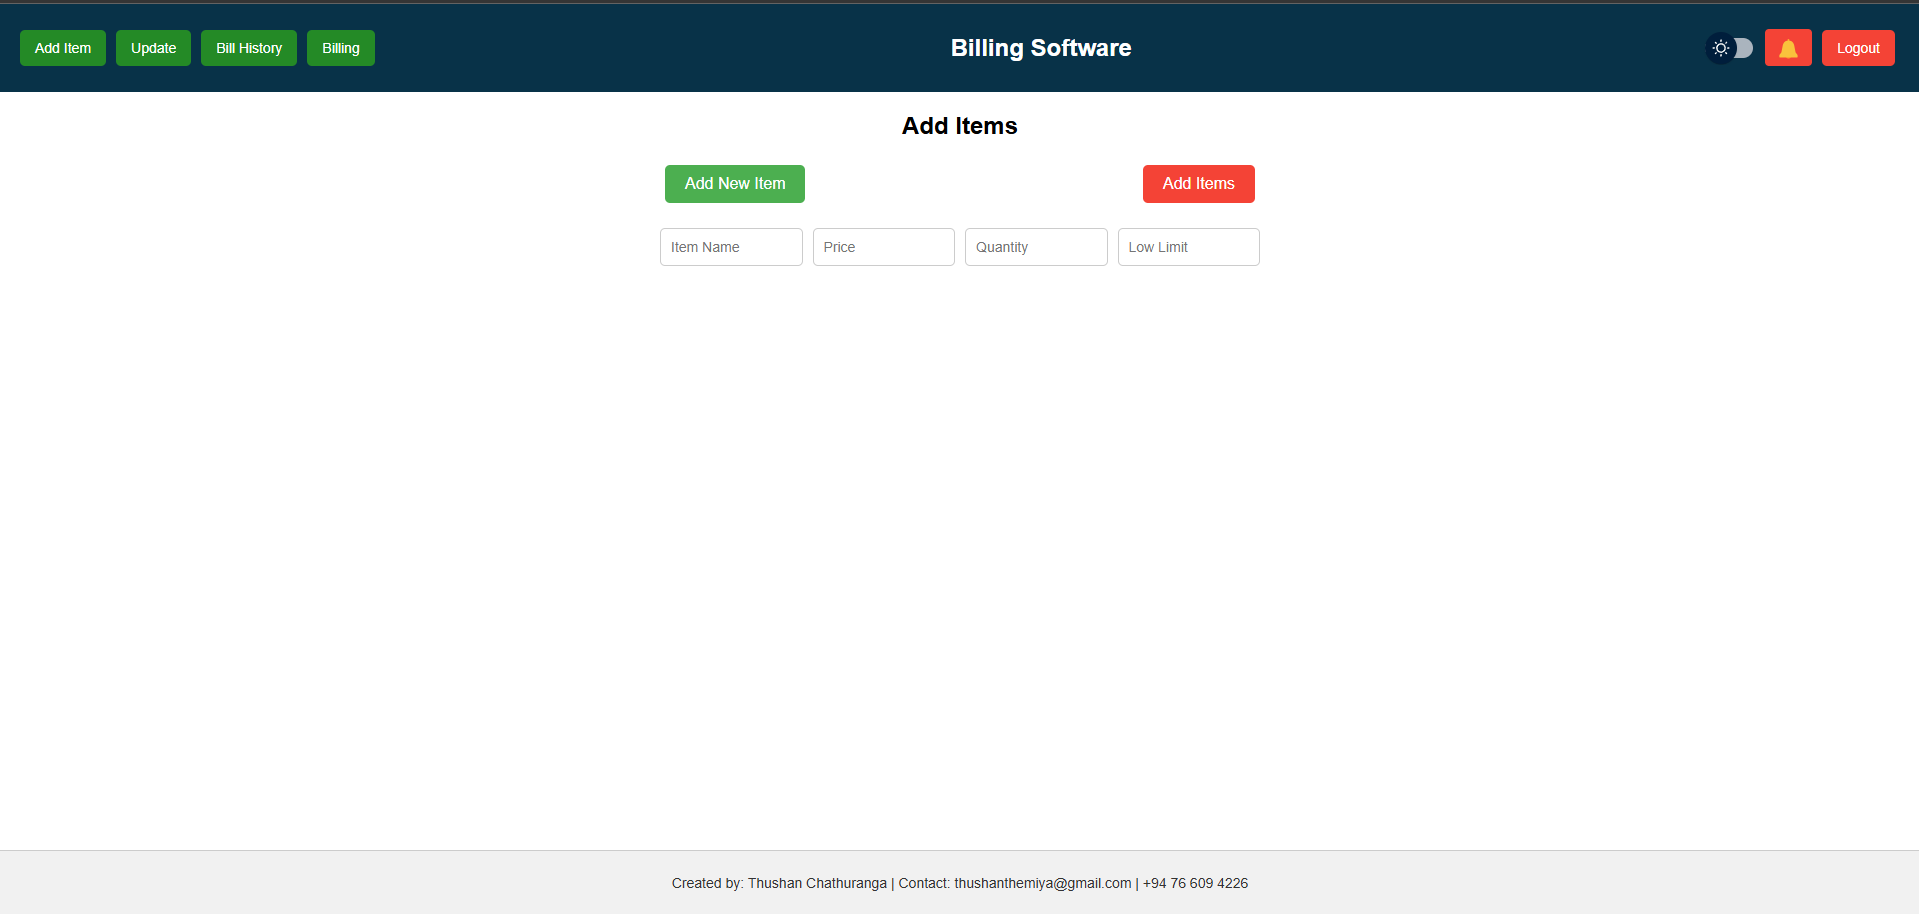 Add Item Update Bill History Billing Billing Software Logout
Add Items
Add New Item Add Items
Item Name Price Quantity Low Limit
Created by: Thushan Chathuranga | Contact: thushanthemiya@gmail.com | +94 76 609 4226